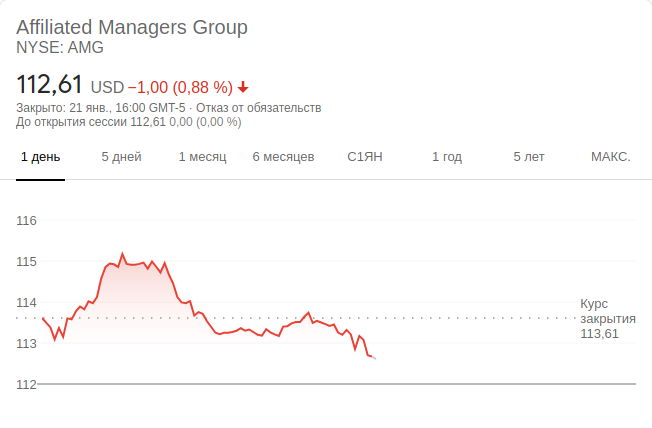 Affiliated Managers Group
NYSE: AMG
112,61 USD −1,00 (0,88 %)
Закрыто: 21 янв., 16:00 GMT-5 · Отказ от обязательств
До открытия сессии 112,61 0,00 (0,00 %)
1 день 5 дней 1 месяц 6 месяцев С1ЯН 1 год 5 лет МАКС.
116
115
114
Курс
закрытия
113,61
113
112